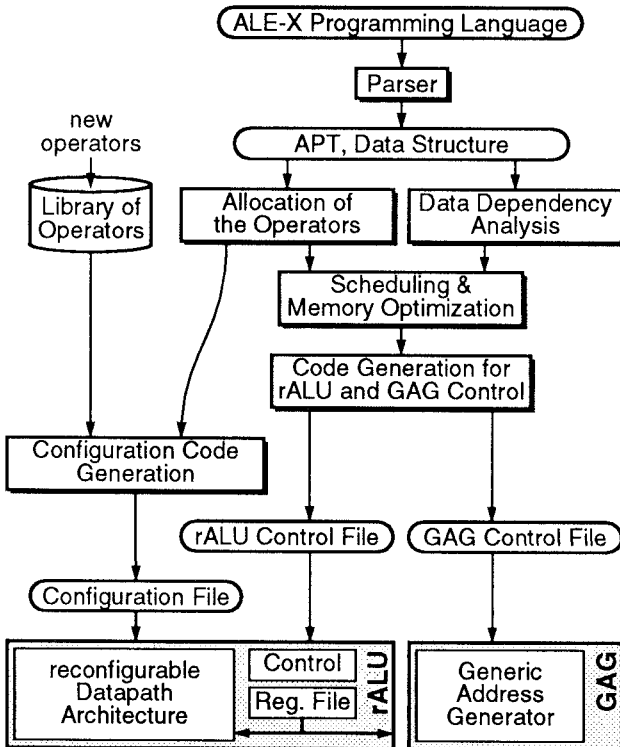 ALE-X Programming Language
Parser
new
operators
APT, Data Structure
Library of
Operators
Allocation of
the Operators
Data Dependency
Analysis
Scheduling &
Memory Optimization
Code Generation for
rALU and GAG Control
Configuration Code
Generation
rALU Control File
GAG Control File
Configuration File
reconfigurable
Datapath
Architecture
Control
Reg. File
rALU
Generic
Address
Generator
GAG